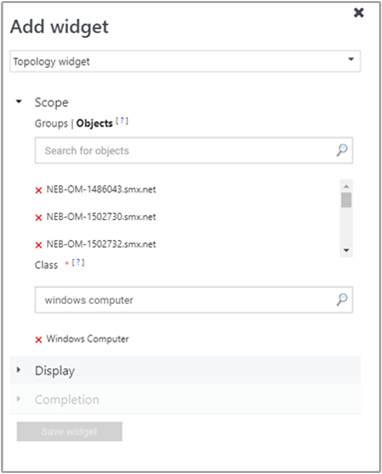 Add widget
Topology widget
Scope
Groups | Objects [?]
Search for objects
NEB-OM-1486043.smx.net
NEB-OM-1502730.smx.net
NEB-OM-1502732.smx.net
Class * [?]
windows computer
Windows Computer
Display
Completion
Save widget